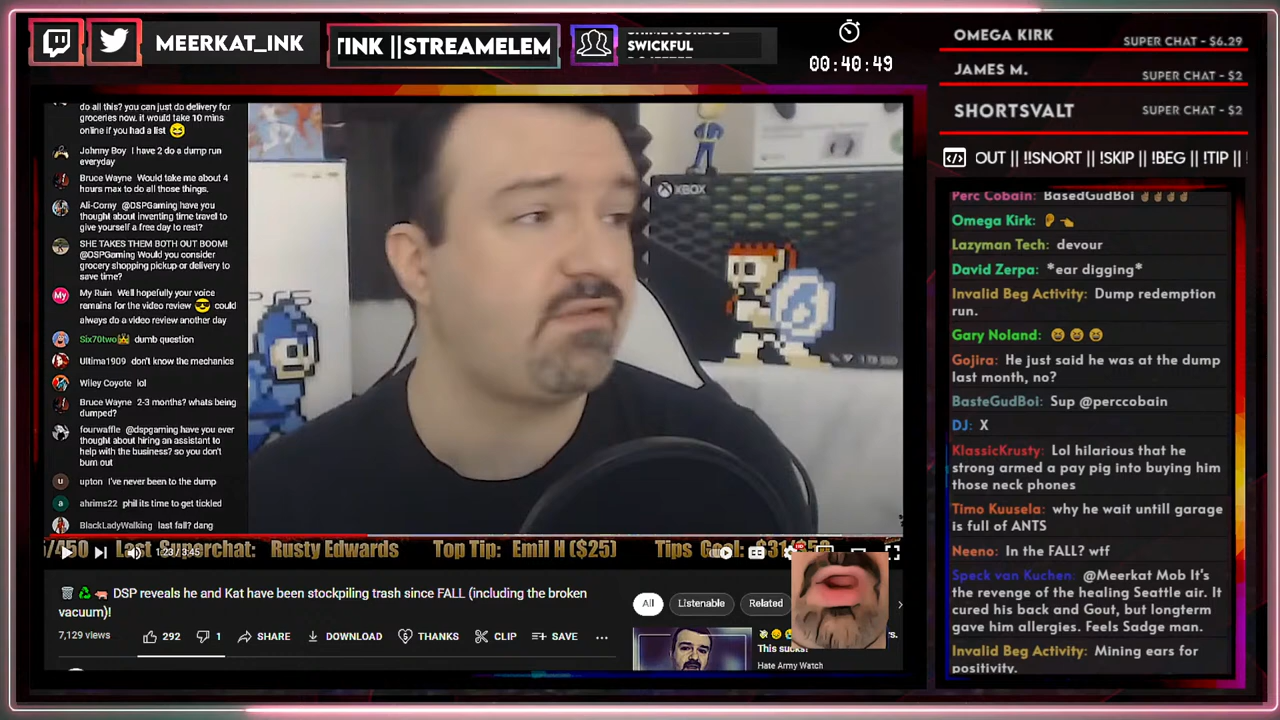 MEERKAT_INK
TINK ||STREAMELEM
SWICKFUL
00:40:49
OMEGA KIRK
SUPER CHAT - $6.29
JAMES M.
SUPER CHAT - $2
SHORTSVALT
SUPER CHAT - $2
OUT || !!SNORT || !SKIP || !BEG || !TIP ||
do all this? you can just do delivery for
groceries now. it would take 10 mins
online if you had a list 😆
Johnny Boy I have 2 do a dump run
everyday
Bruce Wayne Would take me about 4
hours max to do all those things.
Ali-Corny @DSPGaming have you
thought about inventing time travel to
give yourself a free day to rest?
SHE TAKES THEM BOTH OUT BOOM!
@DSPGaming Would you consider
grocery shopping pickup or delivery to
save time?
My
My Ruin Well hopefully your voice
remains for the video review 😎 could
always do a video review another day
Six70two👑 dumb question
Ultima1909 don't know the mechanics
Wiley Coyote lol
Bruce Wayne 2-3 months? whats being
dumped?
fourwaffle @dspgaming have you ever
thought about hiring an assistant to
help with the business? so you don't
burn out
u
upton I've never been to the dump
a
ahrims22 phil its time to get tickled
BlackLadyWalking last fall? dang
XBOX
1:23 / 3:45
/450 Last Superchat: Rusty Edwards Top Tip: Emil H ($25) Tips Goal: $31/$50
🗑️ ♻️ 🐖 DSP reveals he and Kat have been stockpiling trash since FALL (including the broken
vacuum)!
7,129 views
292
1
SHARE
DOWNLOAD
THANKS
CLIP
SAVE
All
Listenable
Related
This sucks!
Hate Army Watch
Perc Cobain: BasedGudBoi ✌✌✌✌
Omega Kirk: 👂👈
Lazyman Tech: devour
David Zerpa: *ear digging*
Invalid Beg Activity: Dump redemption
run.
Gary Noland: 😆 😆 😆
Gojira: He just said he was at the dump
last month, no?
BasteGudBoi: Sup @perccobain
DJ: X
KlassicKrusty: Lol hilarious that he
strong armed a pay pig into buying him
those neck phones
Timo Kuusela: why he wait untill garage
is full of ANTS
Neeno: In the FALL? wtf
Speck van Kuchen: @Meerkat Mob It's
the revenge of the healing Seattle air. It
cured his back and Gout, but longterm
gave him allergies. Feels Sadge man.
Invalid Beg Activity: Mining ears for
positivity.